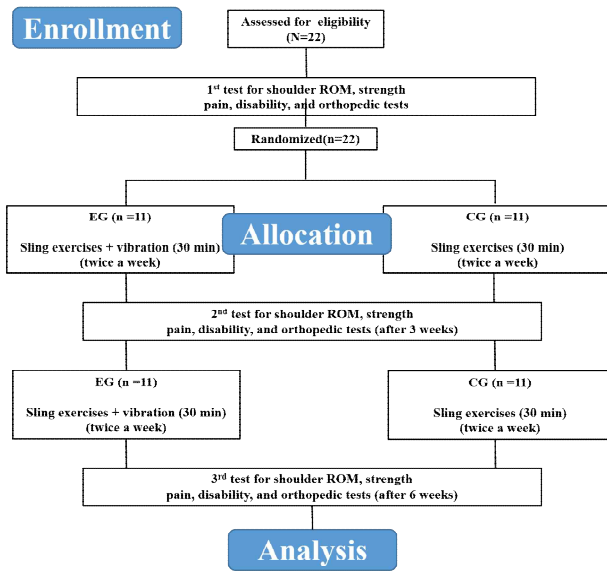 Enrollment
Assessed for eligibility
(N=22)
1st test for shoulder ROM, strength
pain, disability, and orthopedic tests
Randomized(n=22)
EG (n =11)
Sling exercises + vibration (30 min)
(twice a week)
Allocation
CG (n =11)
Sling exercises (30 min)
(twice a week)
2nd test for shoulder ROM, strength
pain, disability, and orthopedic tests (after 3 weeks)
EG (n =11)
Sling exercises + vibration (30 min)
(twice a week)
CG (n =11)
Sling exercises (30 min)
(twice a week)
3rd test for shoulder ROM, strength
pain, disability, and orthopedic tests (after 6 weeks)
Analysis